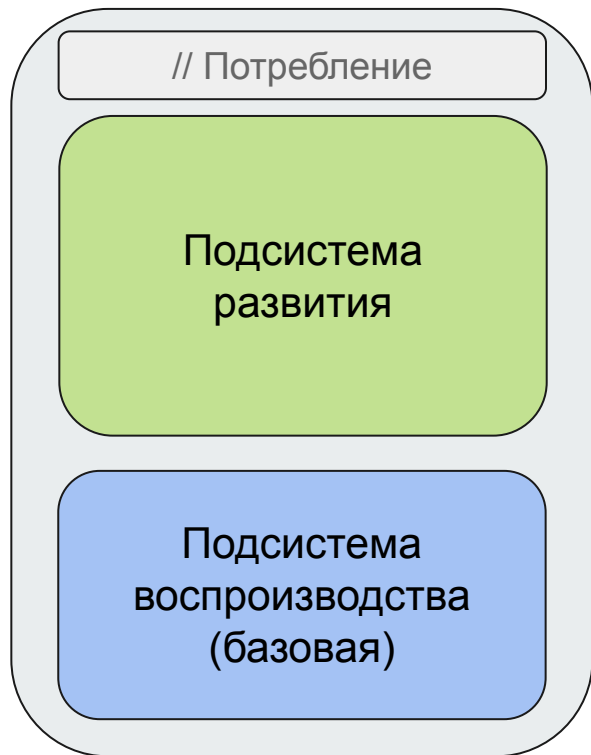 // Потребление
Подсистема
развития
Подсистема
воспроизводства
(базовая)